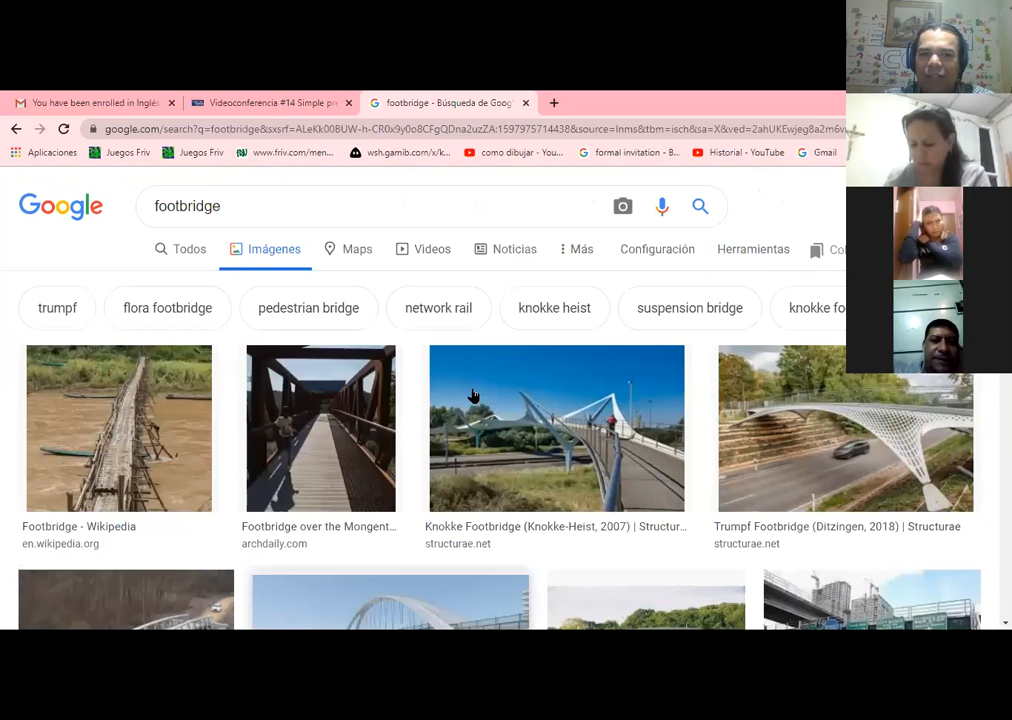 You have been enrolled in Inglés
Videoconferencia #14 Simple pre
footbridge - Búsqueda de Goog
google.com/search?q=footbridge&sxsrf=ALeKk00BUW-h-CR0x9y0o8CFgQDna2uzZA:1597975714438&source=lnms&tbm=isch&sa=X&ved=2ahUKEwjeg8a2m6v
Aplicaciones
Juegos Friv
Juegos Friv
www.friv.com/men...
wsh.gamib.com/x/k...
como dibujar - You...
formal invitation - B...
Historial - YouTube
Gmail
Google
footbridge
Todos
Imágenes
Maps
Videos
Noticias
Más
Configuración
Herramientas
trumpf
flora footbridge
pedestrian bridge
network rail
knokke heist
suspension bridge
knokke
Footbridge - Wikipedia
en.wikipedia.org
Footbridge over the Mongent...
archdaily.com
Knokke Footbridge (Knokke-Heist, 2007) | Structur...
structurae.net
Trumpf Footbridge (Ditzingen, 2018) | Structurae
structurae.net